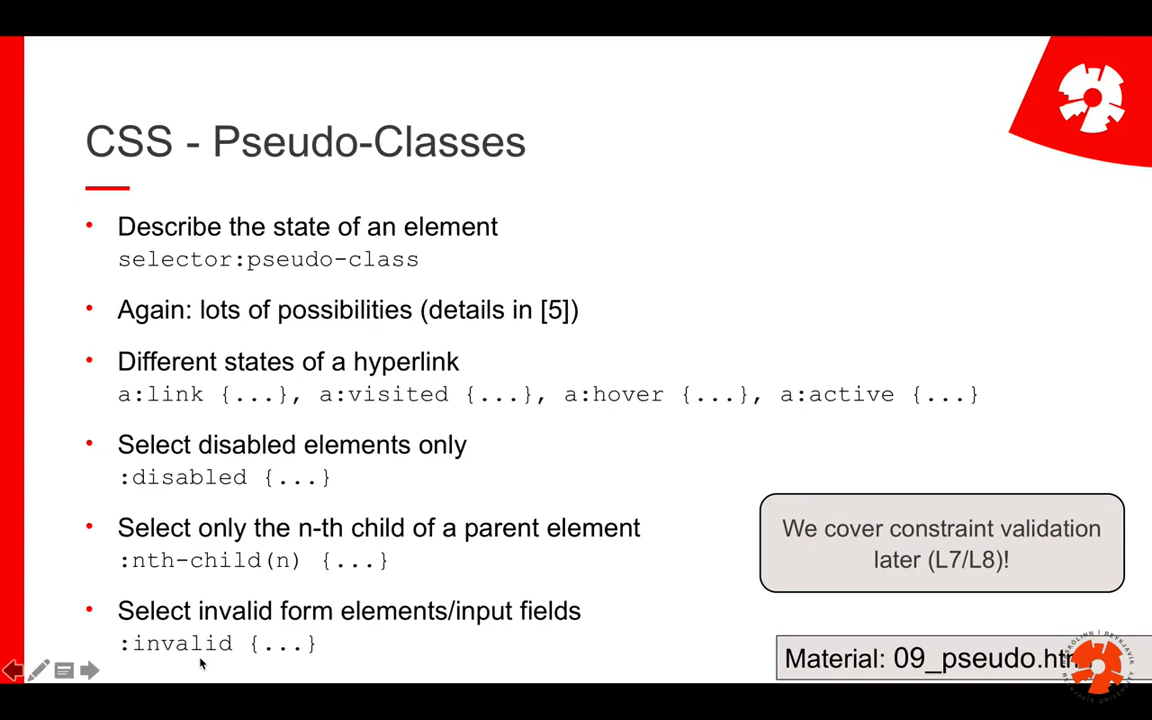 CSS - Pseudo-Classes
• Describe the state of an element
selector:pseudo-class
• Again: lots of possibilities (details in [5])
• Different states of a hyperlink
a:link {...}, a:visited {...}, a:hover {...}, a:active {...}
• Select disabled elements only
:disabled {...}
• Select only the n-th child of a parent element
:nth-child(n) {...}
We cover constraint validation
later (L7/L8)!
• Select invalid form elements/input fields
:invalid {...}
Material: 09_pseudo.ht